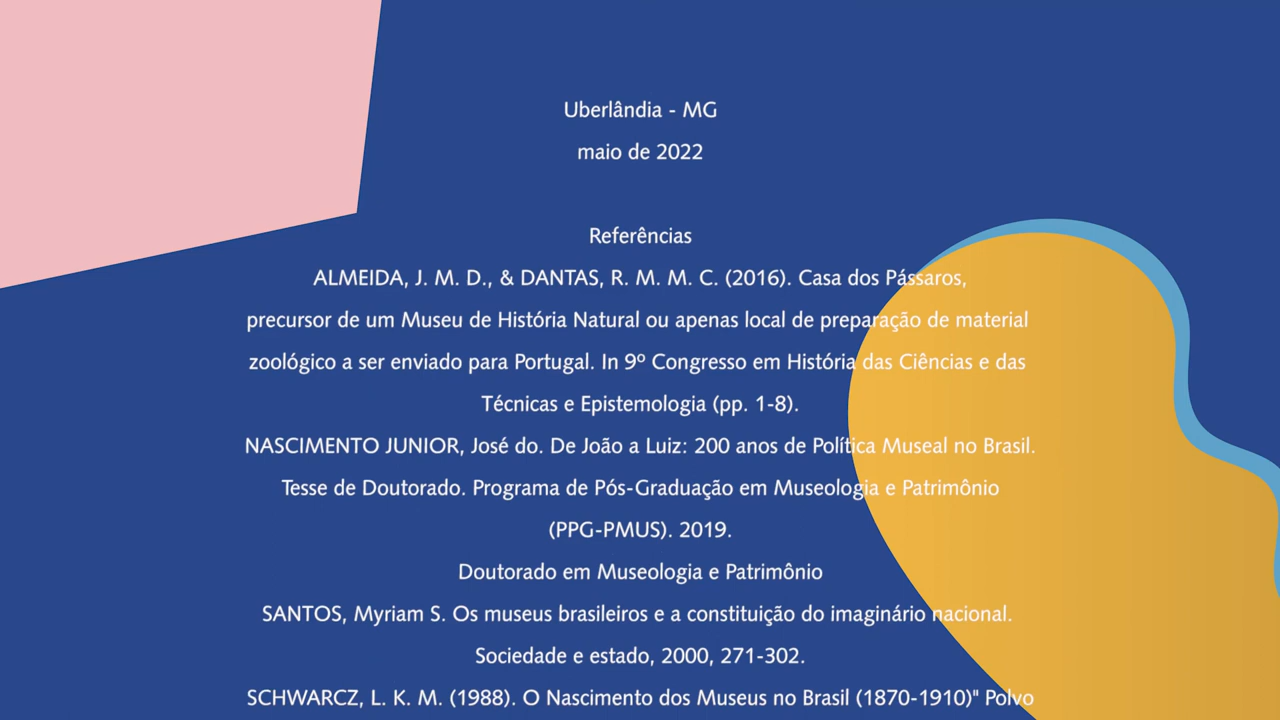 Uberlândia - MG
maio de 2022
Referências
ALMEIDA, J. M. D., & DANTAS, R. M. M. C. (2016). Casa dos Pássaros,
precursor de um Museu de História Natural ou apenas local de preparação de material
zoológico a ser enviado para Portugal. In 9º Congresso em História das Ciências e das
Técnicas e Epistemologia (pp. 1-8).
NASCIMENTO JUNIOR, José do. De João a Luiz: 200 anos de Política Museal no Brasil.
Tesse de Doutorado. Programa de Pós-Graduação em Museologia e Patrimônio
(PPG-PMUS). 2019.
Doutorado em Museologia e Patrimônio
SANTOS, Myriam S. Os museus brasileiros e a constituição do imaginário nacional.
Sociedade e estado, 2000, 271-302.
SCHWARCZ, L. K. M. (1988). O Nascimento dos Museus no Brasil (1870-1910)" Polvo